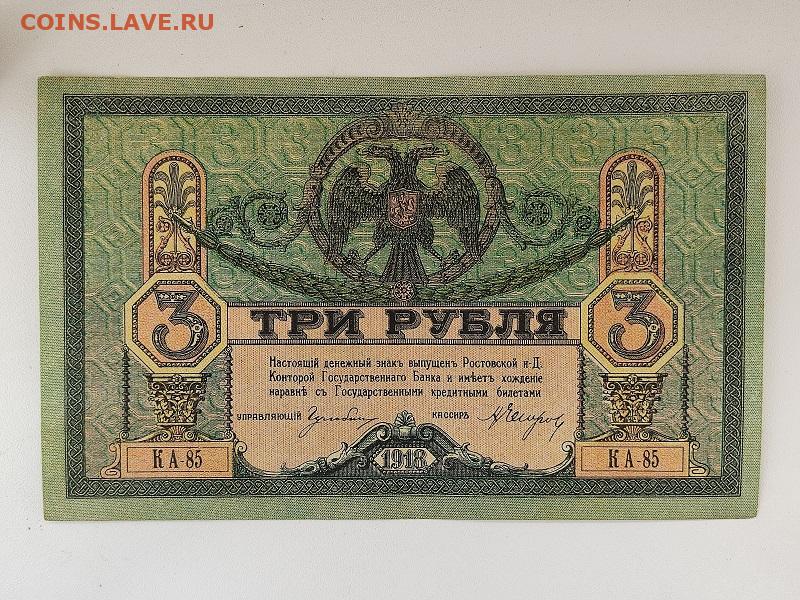 COINS.LAVE.RU
3 3
ТРИ РУБЛЯ
Настоящій денежный знакъ выпущенъ Ростовской н-Д.
Конторой Государственнаго Банка и имѣетъ хожденіе
наравнѣ съ Государственными кредитными билетами
УПРАВЛЯЮЩІЙ КАССИРЪ
1918
КА-85 КА-85